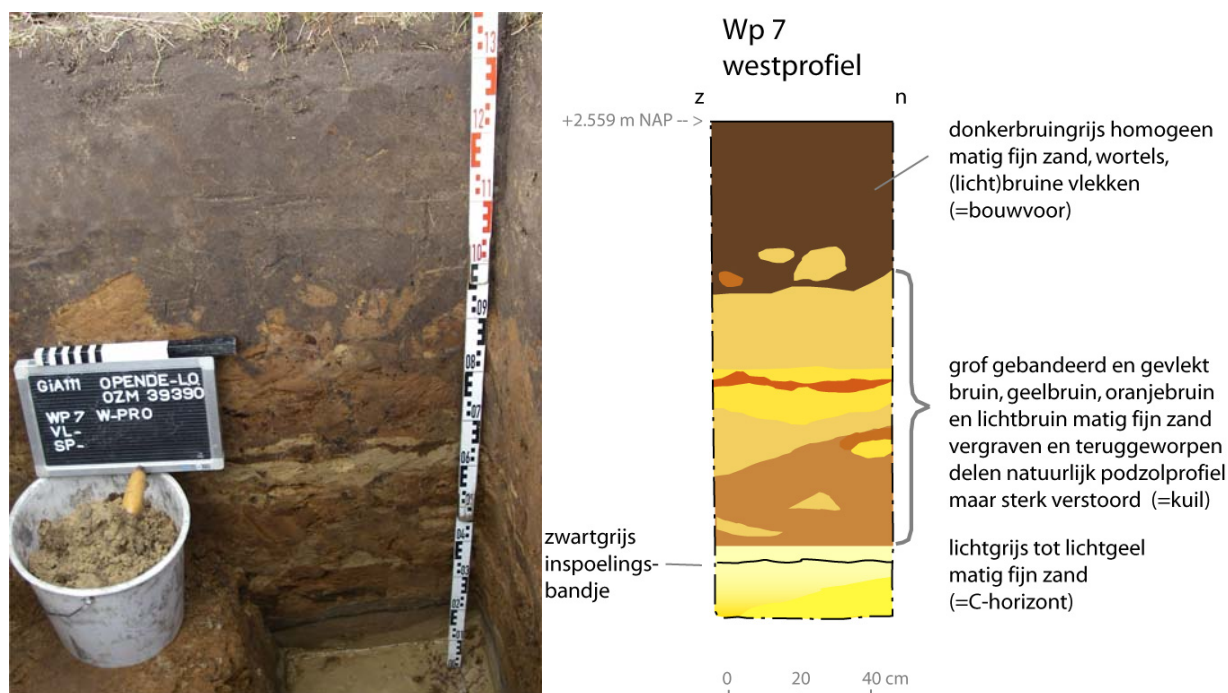 13
12
11
10
09
08
07
06
05
04
03
02
01
GiA111 OPENDE-LO
OZM 39390
WP 7 W-PRO
VL-
SP-
Wp 7
westprofiel
z
n
+2.559 m NAP -- >
donkerbruingrijs homogeen
matig fijn zand, wortels,
(licht)bruine vlekken
(=bouwvoor)
grof gebandeerd en gevlekt
bruin, geelbruin, oranjebruin
en lichtbruin matig fijn zand
vergraven en teruggeworpen
delen natuurlijk podzolprofiel
maar sterk verstoord (=kuil)
zwartgrijs
inspoelings-
bandje
lichtgrijs tot lichtgeel
matig fijn zand
(=C-horizont)
0 20 40 cm